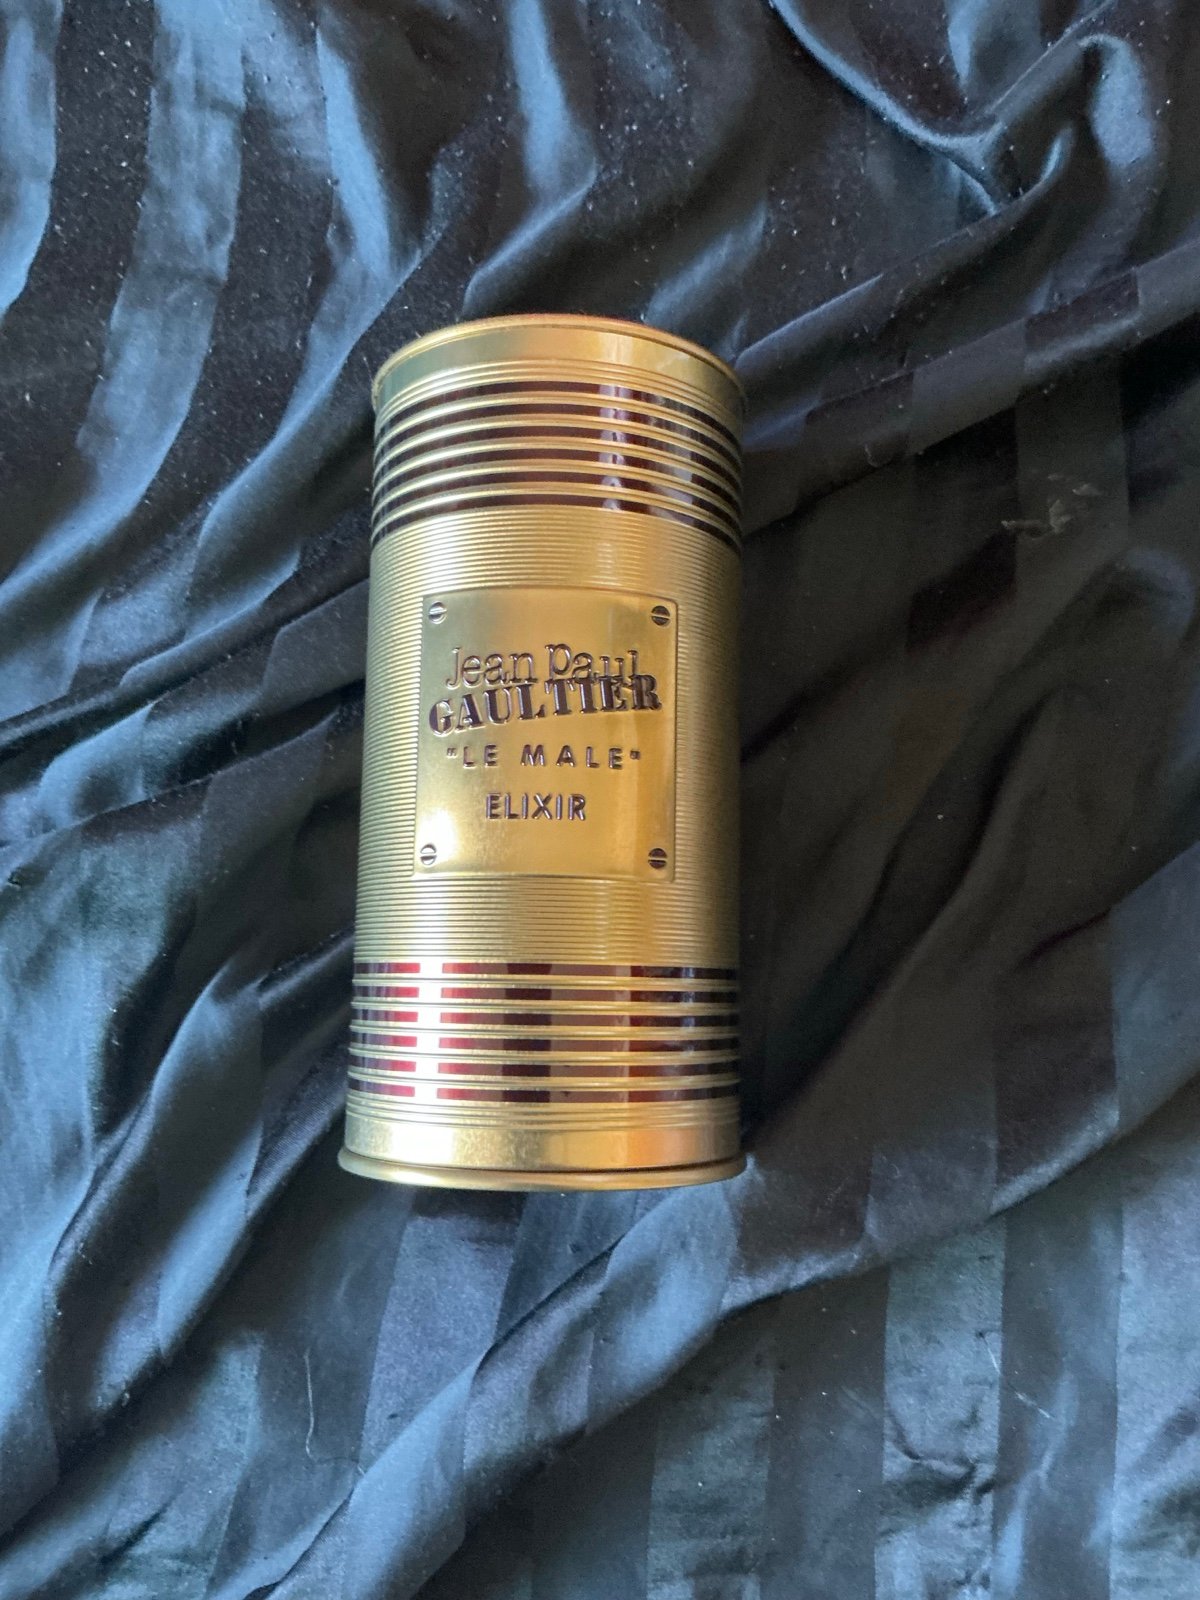 Jean Paul
GAULTIER
"LE MALE"
ELIXIR